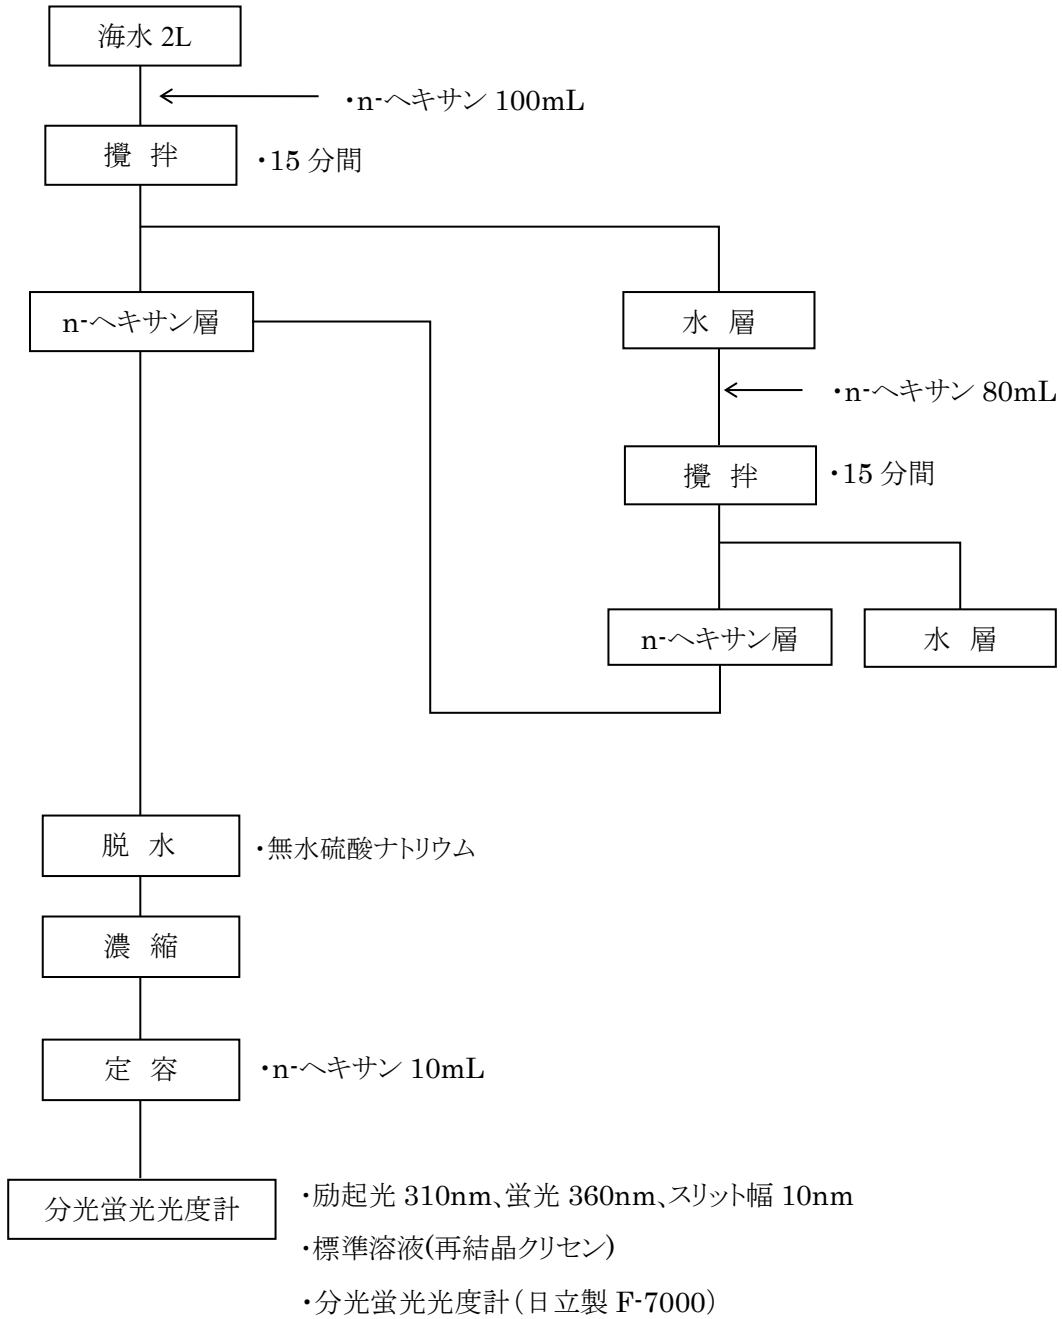 海水 2L
・n-ヘキサン 100mL
攪 拌
・15 分間
n-ヘキサン層
水 層
・n-ヘキサン 80mL
攪 拌
・15 分間
n-ヘキサン層
水 層
脱 水
・無水硫酸ナトリウム
濃 縮
定 容
・n-ヘキサン 10mL
分光蛍光光度計
・励起光 310nm、蛍光 360nm、スリット幅 10nm
・標準溶液(再結晶クリセン)
・分光蛍光光度計(日立製 F-7000)